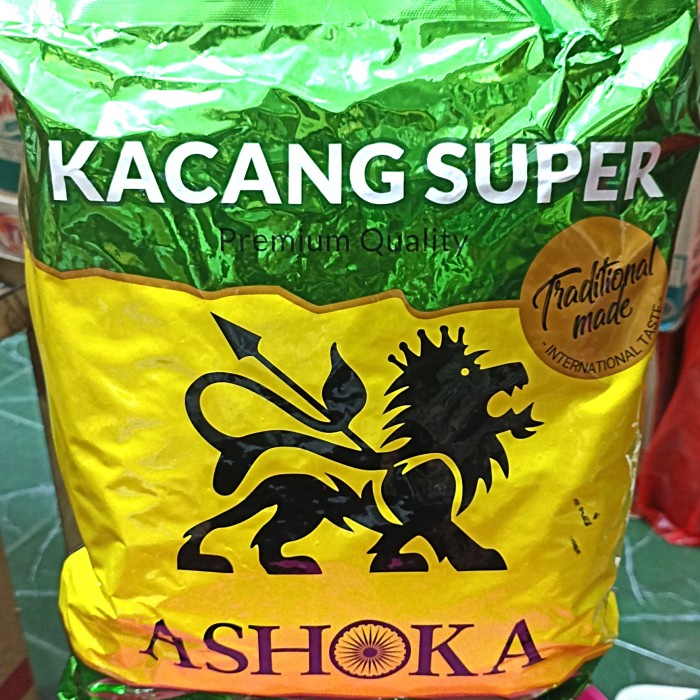 KACANG SUPER
Premium Quality
Traditional
made
- INTERNATIONAL TASTE -
ASHOKA